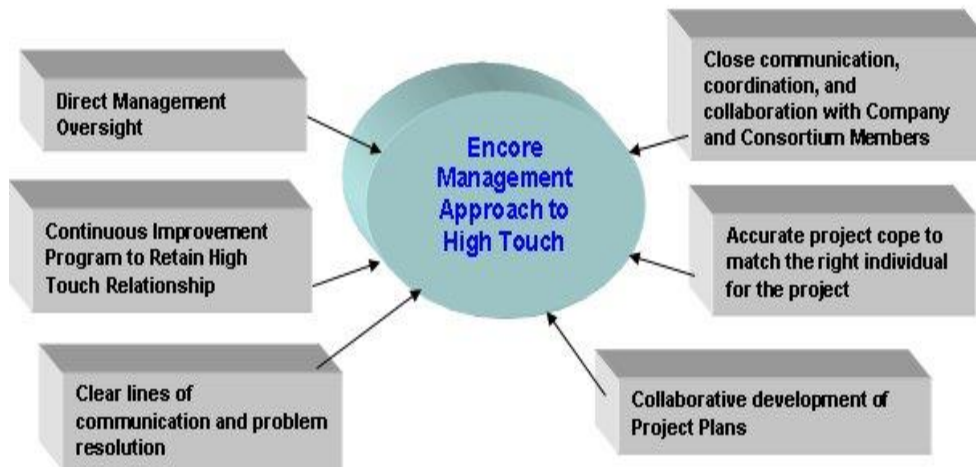 Direct Management
Oversight
Continuous Improvement
Program to Retain High
Touch Relationship
Clear lines of
communication and problem
resolution
Encore
Management
Approach to
High Touch
Close communication,
coordination, and
collaboration with Company
and Consortium Members
Accurate project cope to
match the right individual
for the project
Collaborative development of
Project Plans